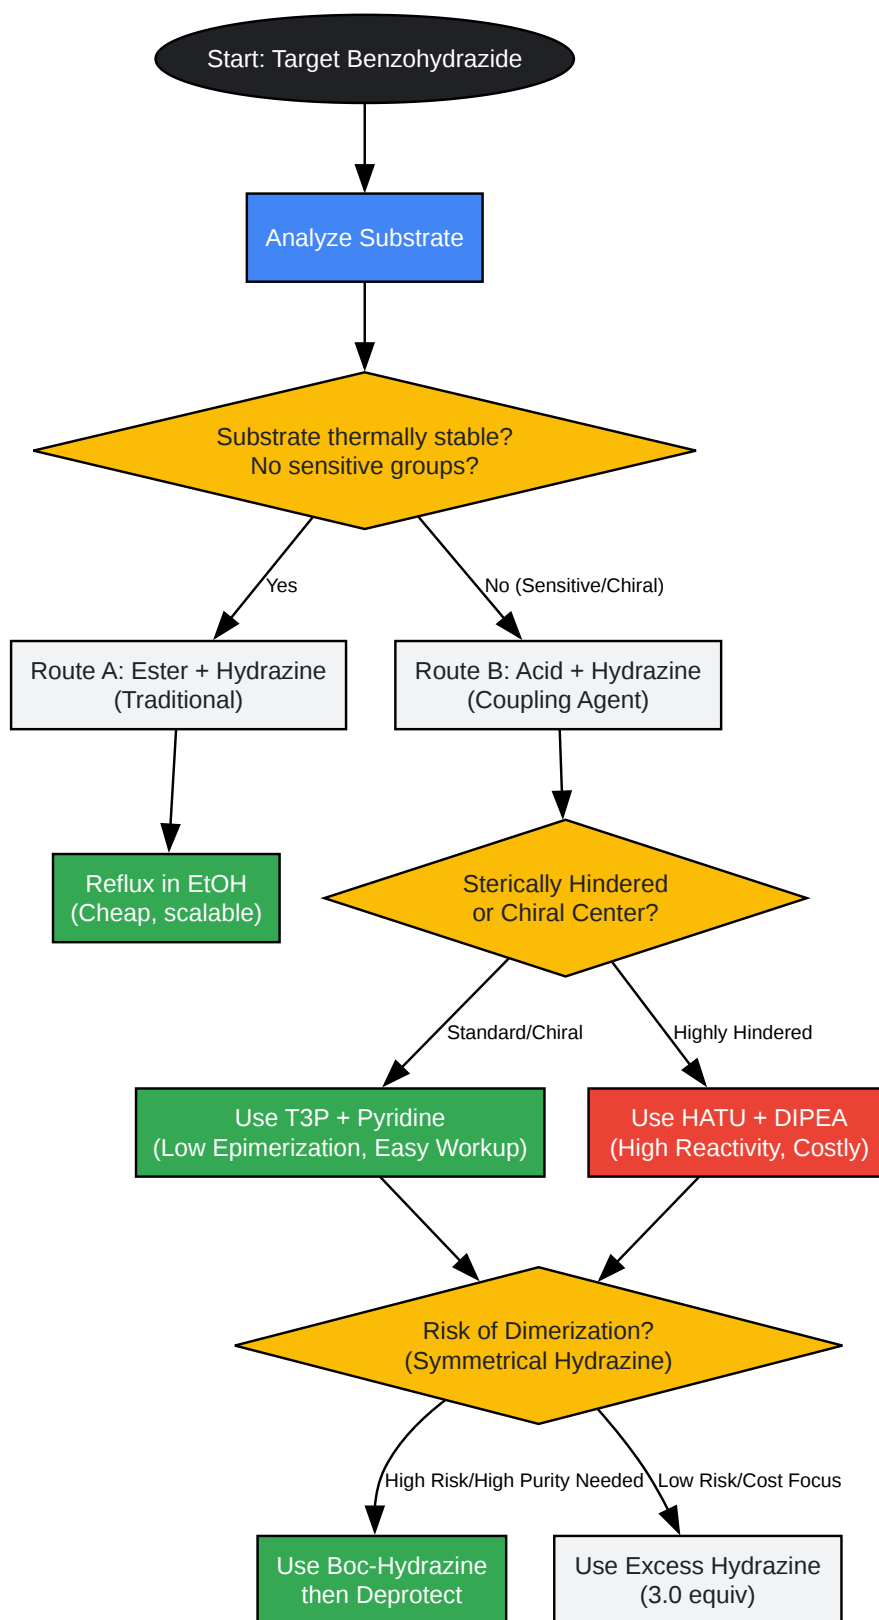 Start: Target Benzohydrazide
Analyze Substrate
Substrate thermally stable?
No sensitive groups?
Yes
No (Sensitive/Chiral)
Route A: Ester + Hydrazine
(Traditional)
Route B: Acid + Hydrazine
(Coupling Agent)
Reflux in EtOH
(Cheap, scalable)
Sterically Hindered
or Chiral Center?
Standard/Chiral
Highly Hindered
Use T3P + Pyridine
(Low Epimerization, Easy Workup)
Use HATU + DIPEA
(High Reactivity, Costly)
Risk of Dimerization?
(Symmetrical Hydrazine)
High Risk/High Purity Needed
Low Risk/Cost Focus
Use Boc-Hydrazine
then Deprotect
Use Excess Hydrazine
(3.0 equiv)